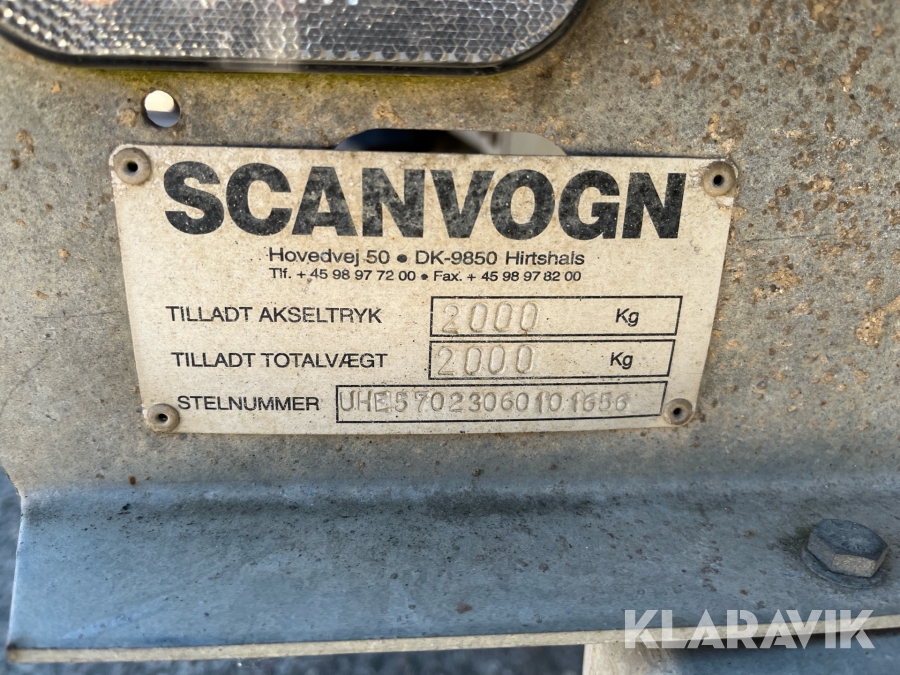 SCANVOGN
Hovedvej 50 • DK-9850 Hirtshals
Tlf. + 45 98 97 72 00 • Fax. + 45 98 97 82 00
TILLADT AKSELTRYK 2000 Kg
TILLADT TOTALVÆGT 2000 Kg
STELNUMMER UHE57023060101656
KLARAVIK